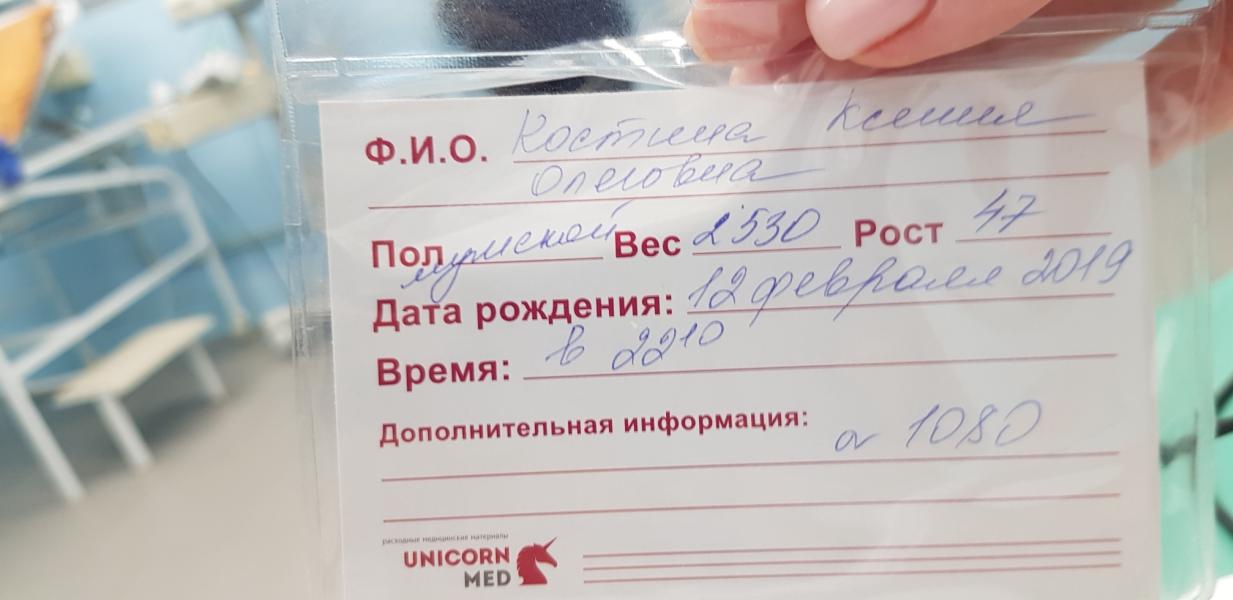 Ф.И.О. Костина Ксения
Олеговна
Пол мужской Вес 2530 Рост 47
Дата рождения: 12 февраля 2019
Время: в 2210
Дополнительная информация: 1080
расходные медицинские материалы
UNICORN
MED